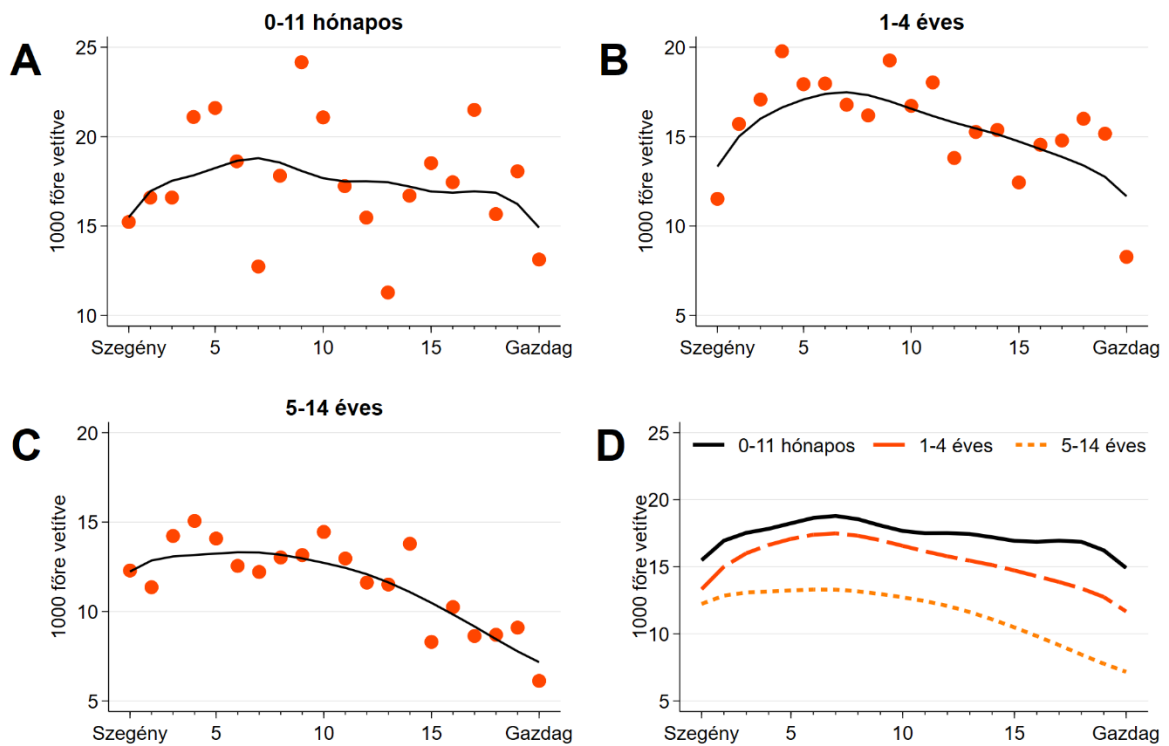 A
0-11 hónapos
25
20
15
10
1000 főre vetítve
Szegény 5 10 15 Gazdag
B
1-4 éves
20
15
10
5
1000 főre vetítve
Szegény 5 10 15 Gazdag
C
5-14 éves
20
15
10
5
1000 főre vetítve
Szegény 5 10 15 Gazdag
D
0-11 hónapos 1-4 éves 5-14 éves
25
20
15
10
5
1000 főre vetítve
Szegény 5 10 15 Gazdag